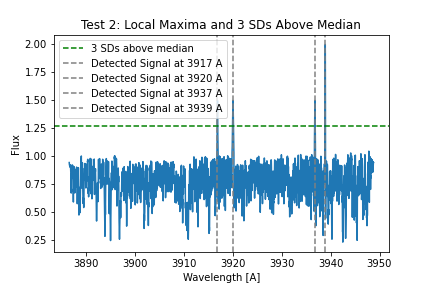 Test 2: Local Maxima and 3 SDs Above Median
3 SDs above median
Detected Signal at 3917 A
Detected Signal at 3920 A
Detected Signal at 3937 A
Detected Signal at 3939 A
2.00
1.75
1.50
1.25
1.00
0.75
0.50
0.25
Flux
3890
3900
3910
3920
3930
3940
3950
Wavelength [A]